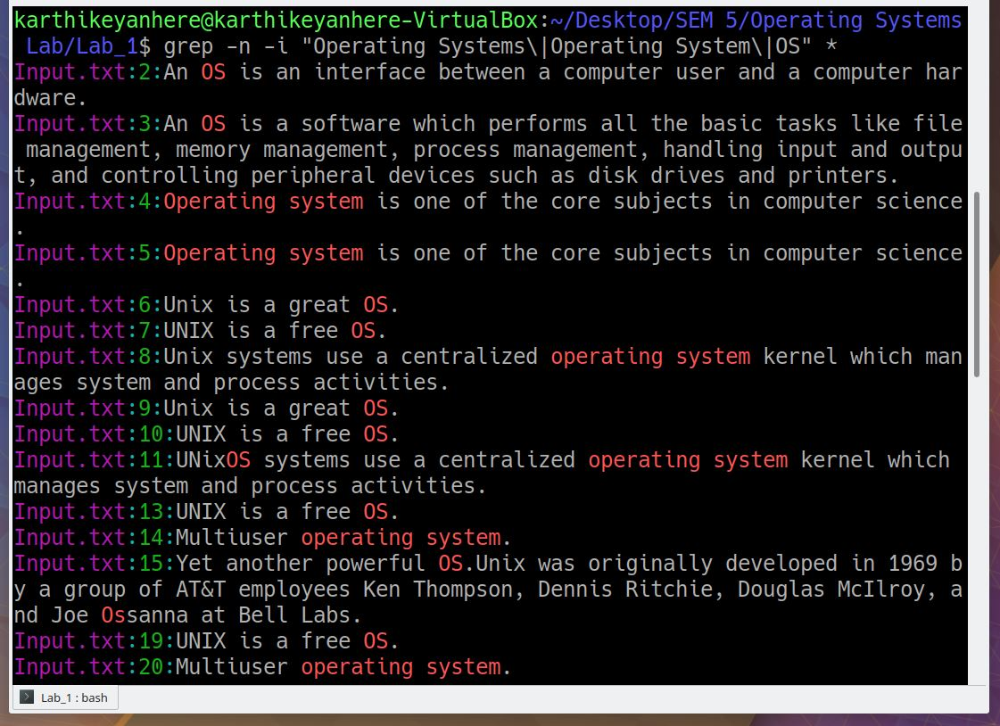 karthikeyanhere@karthikeyanhere-VirtualBox:~/Desktop/SEM 5/Operating Systems
 Lab/Lab_1$ grep -n -i "Operating Systems\|Operating System\|OS" *
Input.txt:2:An OS is an interface between a computer user and a computer har
dware.
Input.txt:3:An OS is a software which performs all the basic tasks like file
 management, memory management, process management, handling input and outpu
t, and controlling peripheral devices such as disk drives and printers.
Input.txt:4:Operating system is one of the core subjects in computer science
.
Input.txt:5:Operating system is one of the core subjects in computer science
.
Input.txt:6:Unix is a great OS.
Input.txt:7:UNIX is a free OS.
Input.txt:8:Unix systems use a centralized operating system kernel which man
ages system and process activities.
Input.txt:9:Unix is a great OS.
Input.txt:10:UNIX is a free OS.
Input.txt:11:UNixOS systems use a centralized operating system kernel which
manages system and process activities.
Input.txt:13:UNIX is a free OS.
Input.txt:14:Multiuser operating system.
Input.txt:15:Yet another powerful OS.Unix was originally developed in 1969 b
y a group of AT&T employees Ken Thompson, Dennis Ritchie, Douglas McIlroy, a
nd Joe Ossanna at Bell Labs.
Input.txt:19:UNIX is a free OS.
Input.txt:20:Multiuser operating system.
Lab_1 : bash